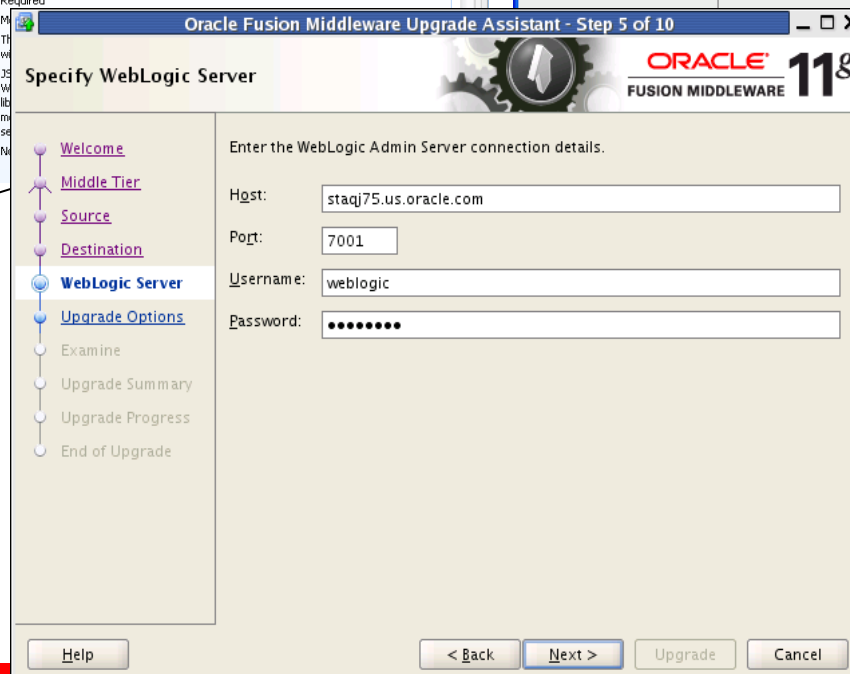 Required
Oracle Fusion Middleware Upgrade Assistant - Step 5 of 10
Specify WebLogic Server
ORACLE 11g
FUSION MIDDLEWARE
Welcome
Middle Tier
Source
Destination
WebLogic Server
Upgrade Options
Examine
Upgrade Summary
Upgrade Progress
End of Upgrade
Enter the WebLogic Admin Server connection details.
Host: staqj75.us.oracle.com
Port: 7001
Username: weblogic
Password: ●●●●●●●●
Help
< Back
Next >
Upgrade
Cancel